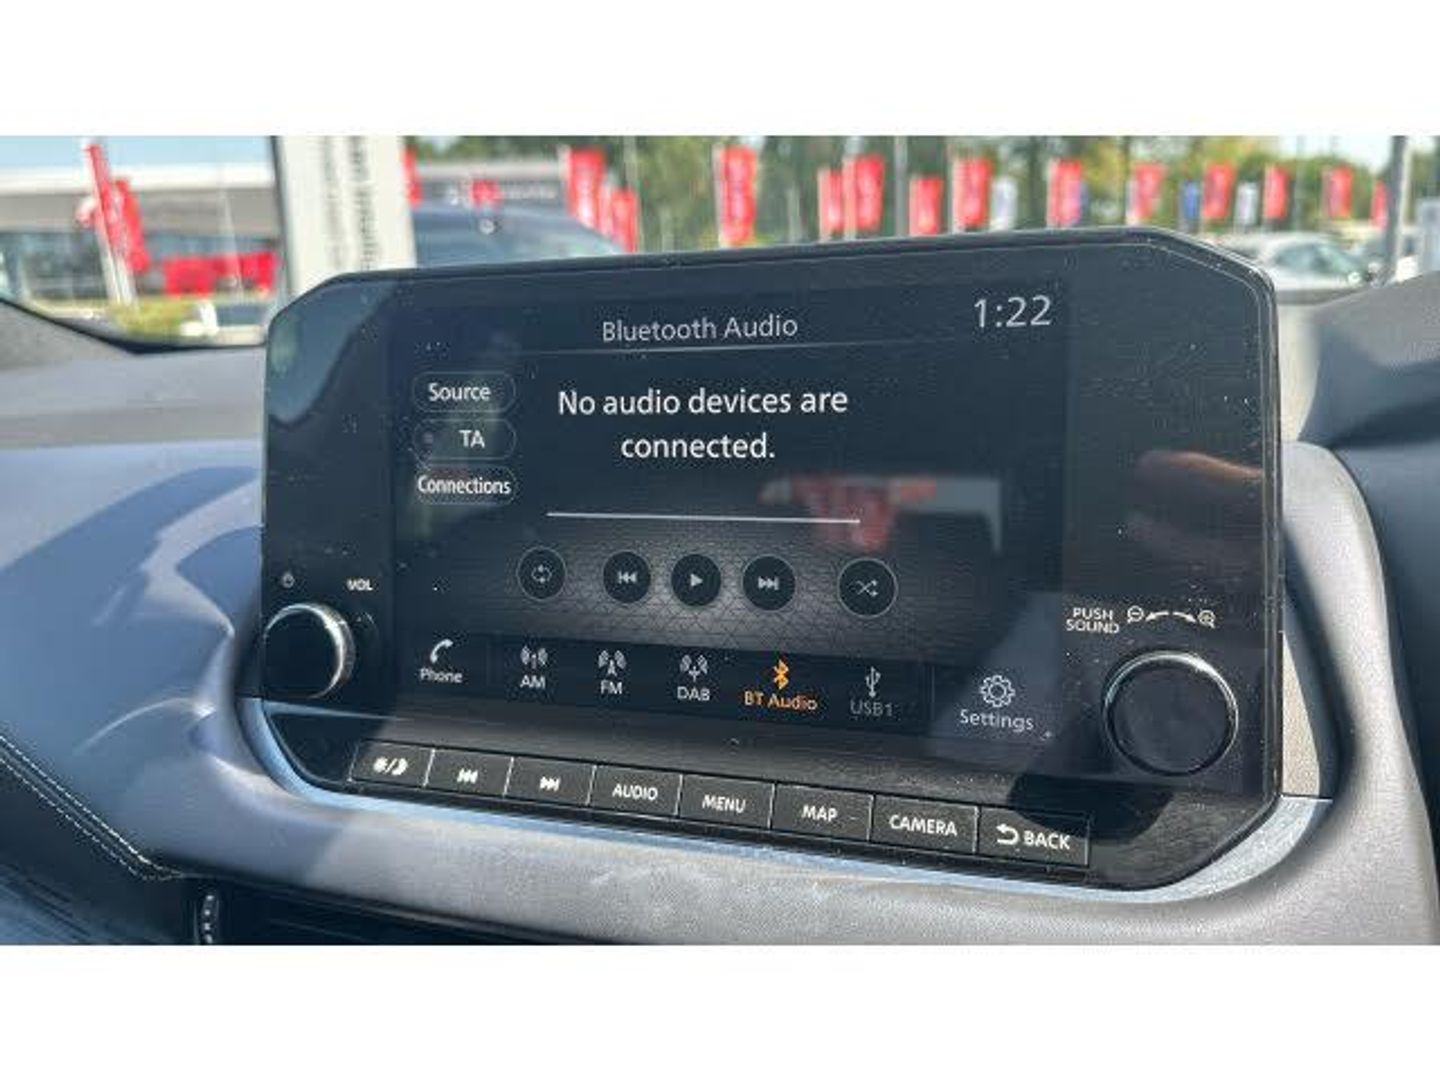 Bluetooth Audio
1:22
Source
TA
Connections
No audio devices are
connected.
VOL
PUSH
SOUND
Phone
AM
FM
DAB
BT Audio
USB1
Settings
AUDIO
MENU
MAP
CAMERA
BACK